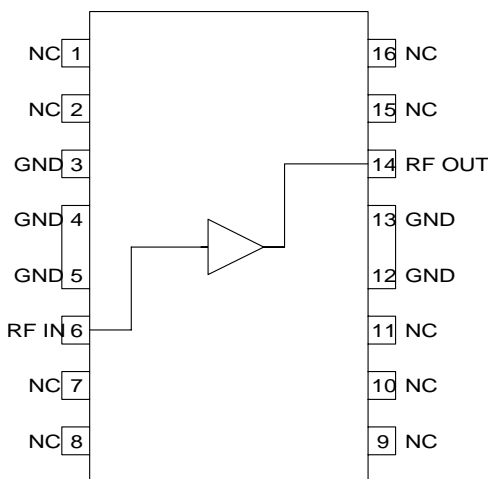 NC 1 16 NC
NC 2 15 NC
GND 3 14 RF OUT
GND 4 13 GND
GND 5 12 GND
RF IN 6 11 NC
NC 7 10 NC
NC 8 9 NC